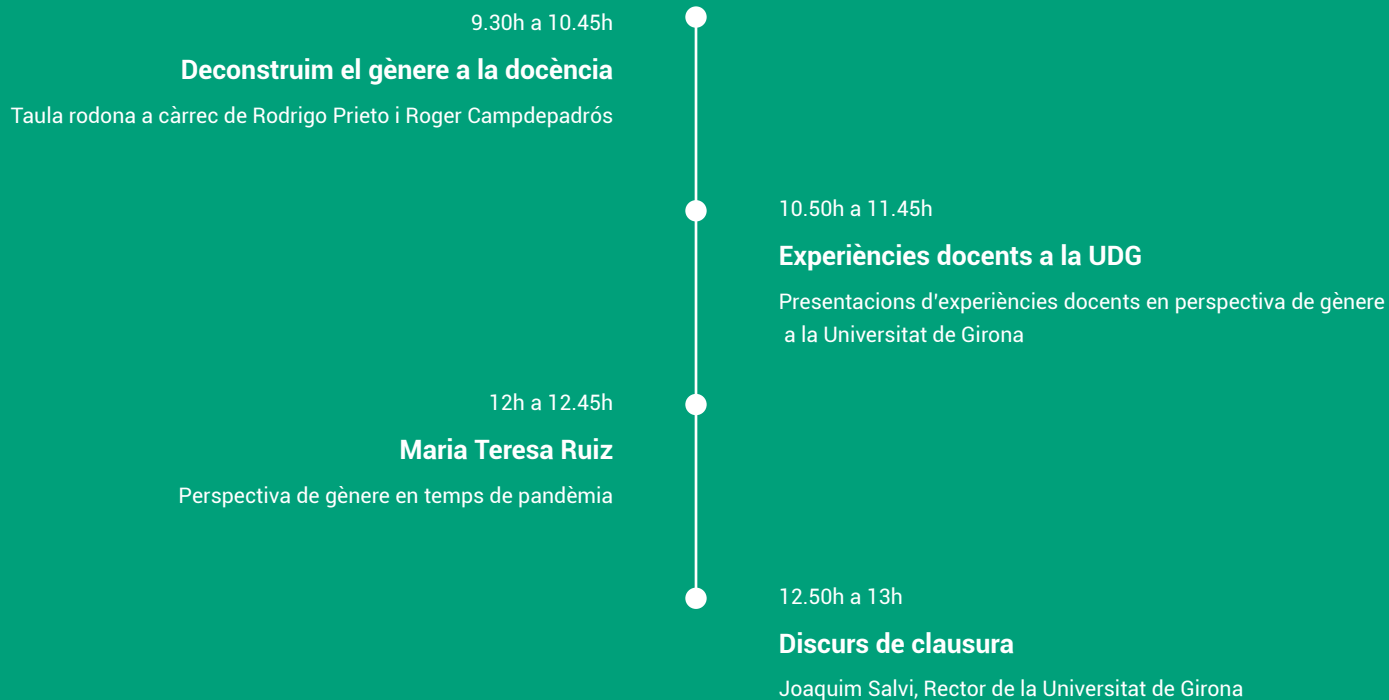 9.30h a 10.45h
Deconstruim el gènere a la docència
Taula rodona a càrrec de Rodrigo Prieto i Roger Campdepadrós
10.50h a 11.45h
Experiències docents a la UDG
Presentacions d'experiències docents en perspectiva de gènere
a la Universitat de Girona
12h a 12.45h
Maria Teresa Ruiz
Perspectiva de gènere en temps de pandèmia
12.50h a 13h
Discurs de clausura
Joaquim Salvi, Rector de la Universitat de Girona